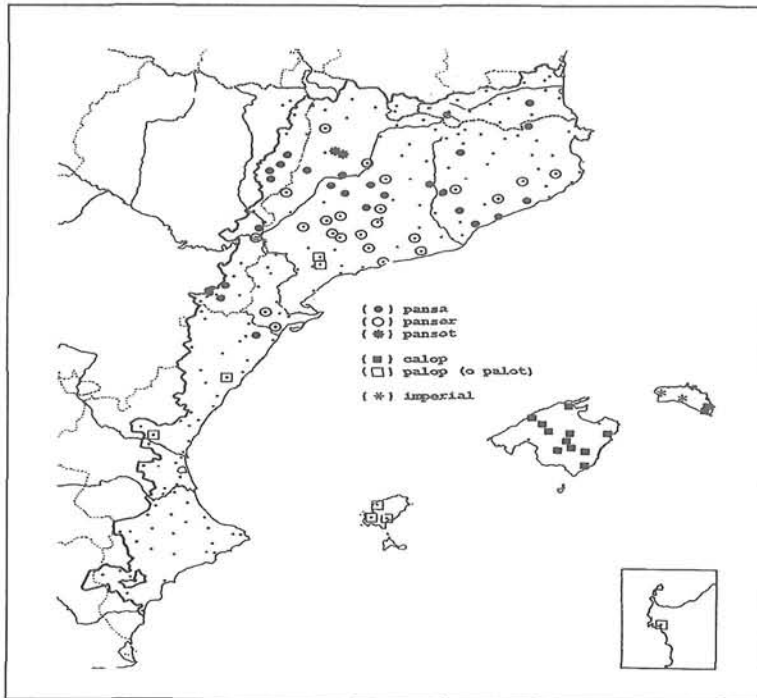 ( ● ) pansa
( ○ ) panser
( ✸ ) pansot
( ■ ) calop
( □ ) palop (o palot)
( * ) imperial